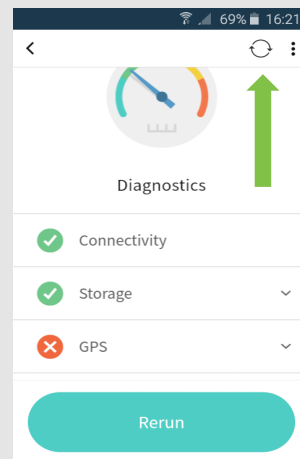 69% 16:21
Diagnostics
Connectivity
Storage
GPS
Rerun